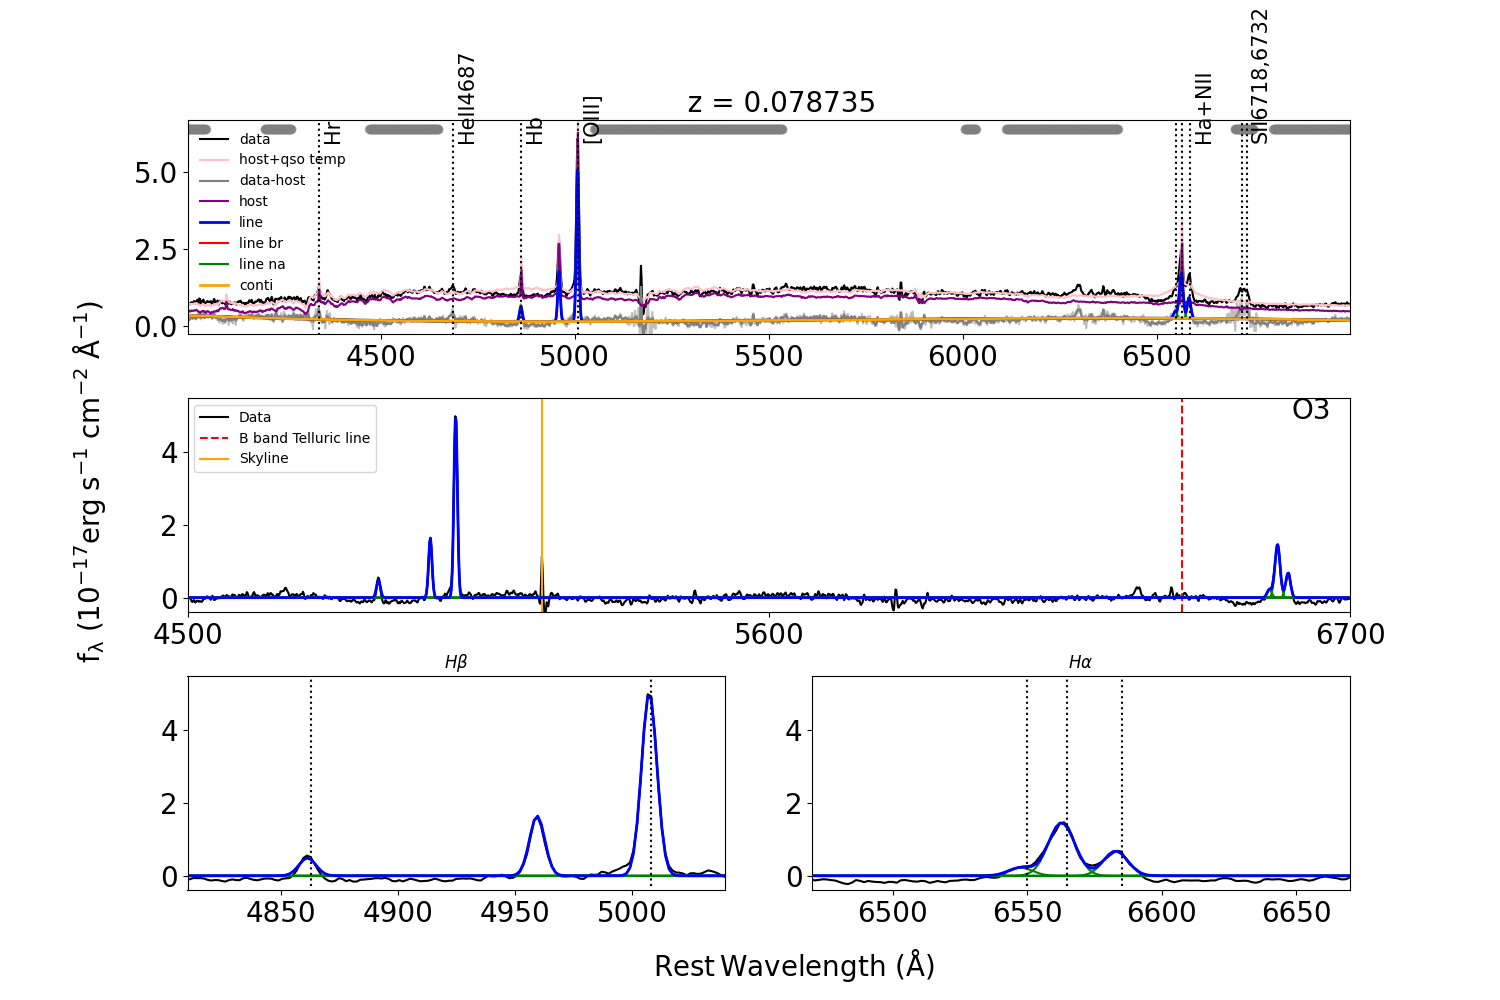 z = 0.078735
Hr
HeII4687
Hb
[OIII]
Ha+NII
SII6718,6732
data
host+qso temp
data-host
host
line
line br
line na
conti
5.0
2.5
0.0
4500 5000 5500 6000 6500
fλ (10⁻¹⁷erg s⁻¹ cm⁻² Å⁻¹)
O3
Data
B band Telluric line
Skyline
4
2
0
4500 5600 6700
Hβ
4
2
0
4850 4900 4950 5000
Hα
4
2
0
6500 6550 6600 6650
Rest Wavelength (Å)